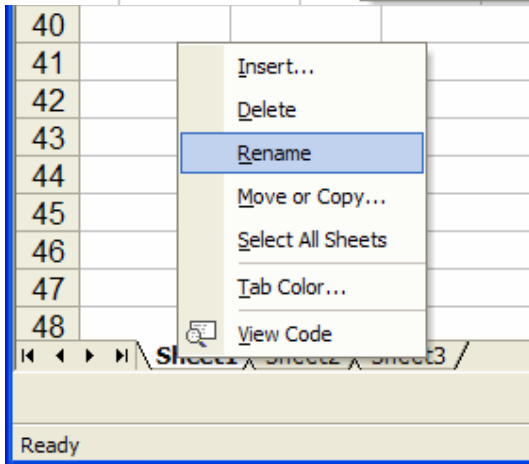 40
41
Insert...
42
Delete
43
Rename
44
Move or Copy...
45
Select All Sheets
46
47
Tab Color...
48
View Code
Sheet1 Sheet2 Sheet3
Ready